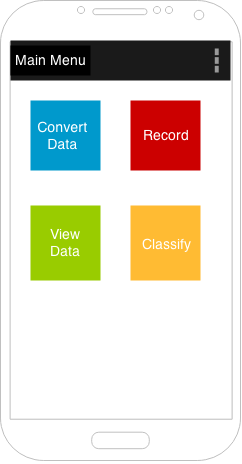 Main Menu
Convert
Data
Record
View
Data
Classify